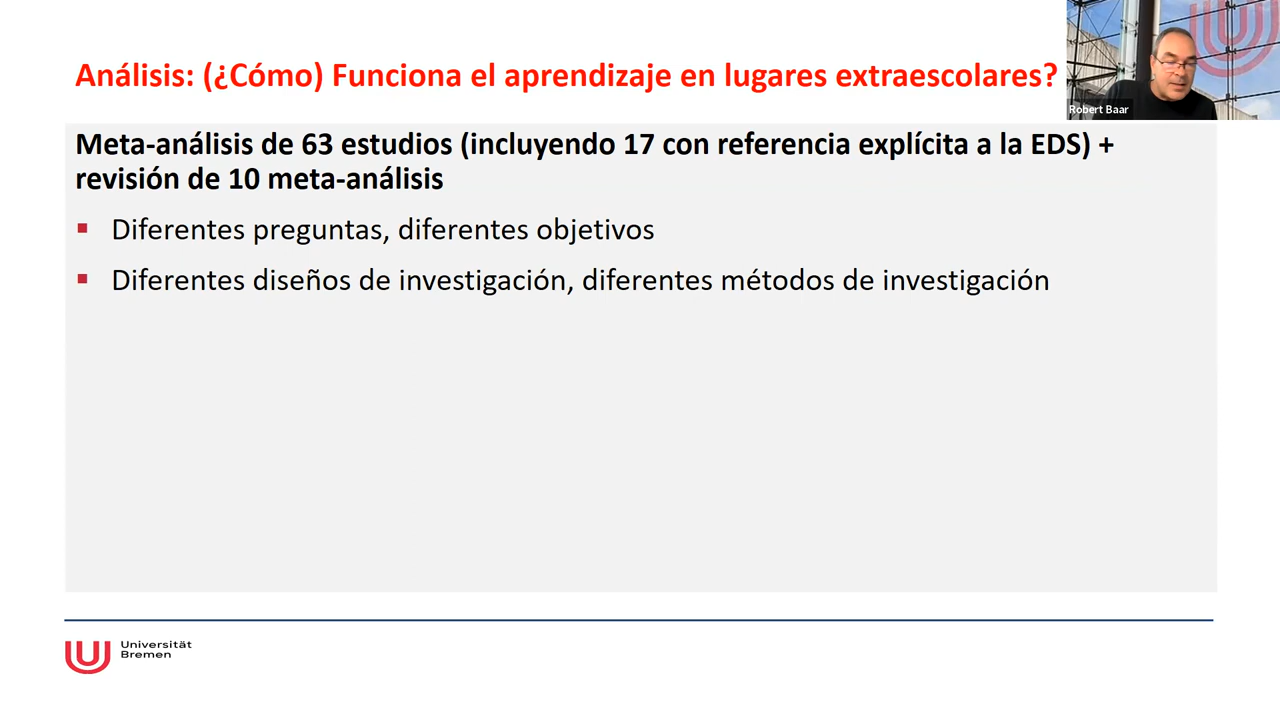 Análisis: (¿Cómo) Funciona el aprendizaje en lugares extraescolares?
Robert Baar
Meta-análisis de 63 estudios (incluyendo 17 con referencia explícita a la EDS) +
revisión de 10 meta-análisis
▪ Diferentes preguntas, diferentes objetivos
▪ Diferentes diseños de investigación, diferentes métodos de investigación
Universität
Bremen